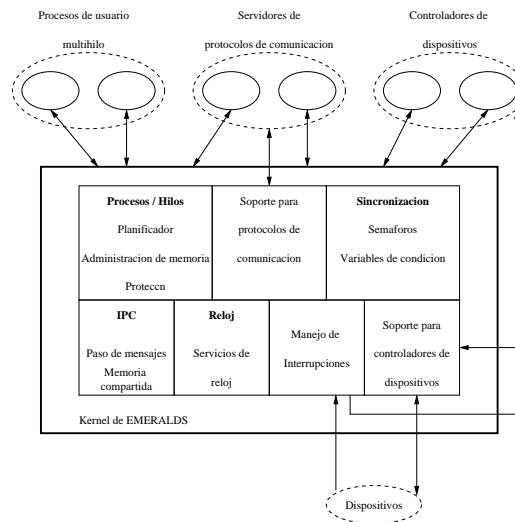 Procesos de usuario
multihilo
Servidores de
protocolos de comunicacion
Controladores de
dispositivos
Procesos / Hilos
Planificador
Administracion de memoria
Proteccn
Soporte para
protocolos de
comunicacion
Sincronizacion
Semaforos
Variables de condicion
IPC
Paso de mensajes
Memoria
compartida
Reloj
Servicios de
reloj
Manejo de
Interrupciones
Soporte para
controladores de
dispositivos
Kernel de EMERALDS
Dispositivos